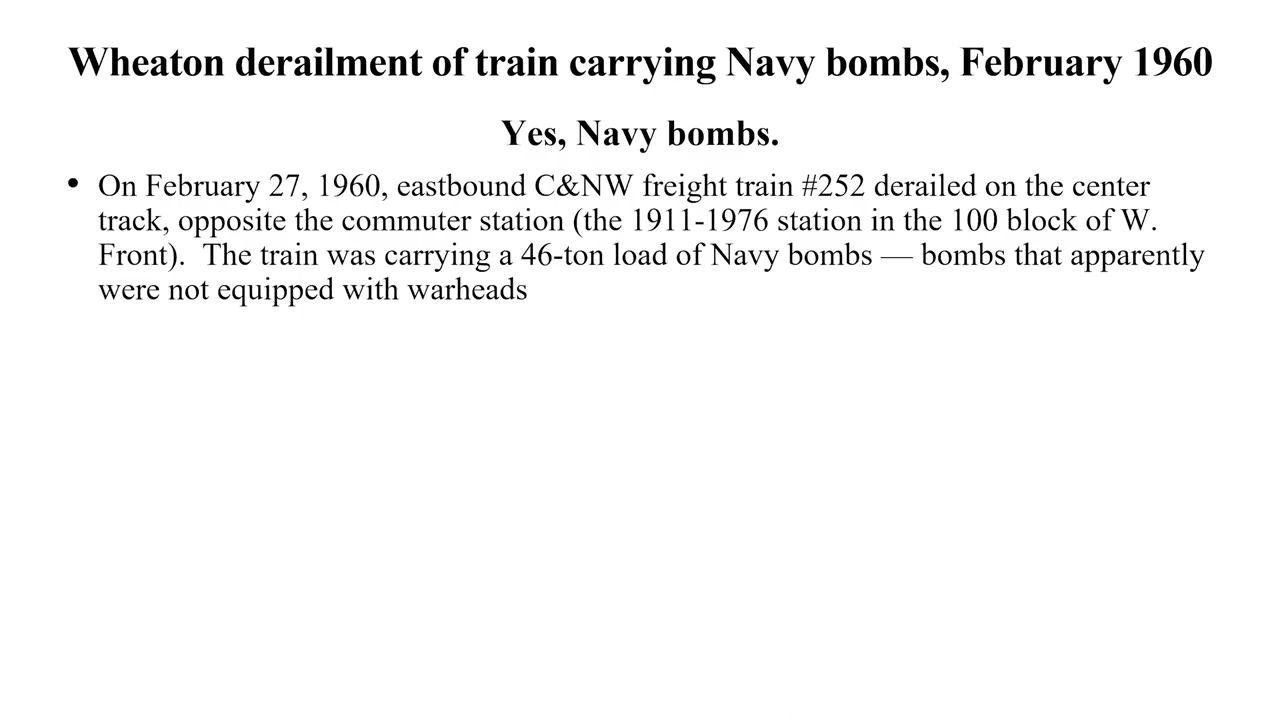 Wheaton derailment of train carrying Navy bombs, February 1960
Yes, Navy bombs.
• On February 27, 1960, eastbound C&NW freight train #252 derailed on the center
track, opposite the commuter station (the 1911-1976 station in the 100 block of W.
Front).  The train was carrying a 46-ton load of Navy bombs — bombs that apparently
were not equipped with warheads